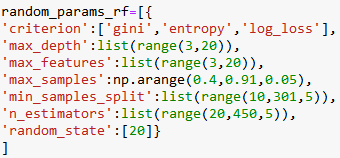 random_params_rf=[{
'criterion':['gini','entropy','log_loss'],
'max_depth':list(range(3,20)),
'max_features':list(range(3,20)),
'max_samples':np.arange(0.4,0.91,0.05),
'min_samples_split':list(range(10,301,5)),
'n_estimators':list(range(20,450,5)),
'random_state':[20]}
]